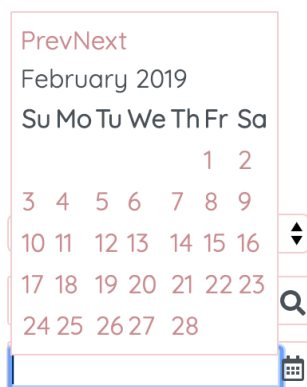 PrevNext
February 2019
Su Mo Tu We Th Fr Sa
1 2
3 4 5 6 7 8 9
10 11 12 13 14 15 16
17 18 19 20 21 22 23
24 25 26 27 28